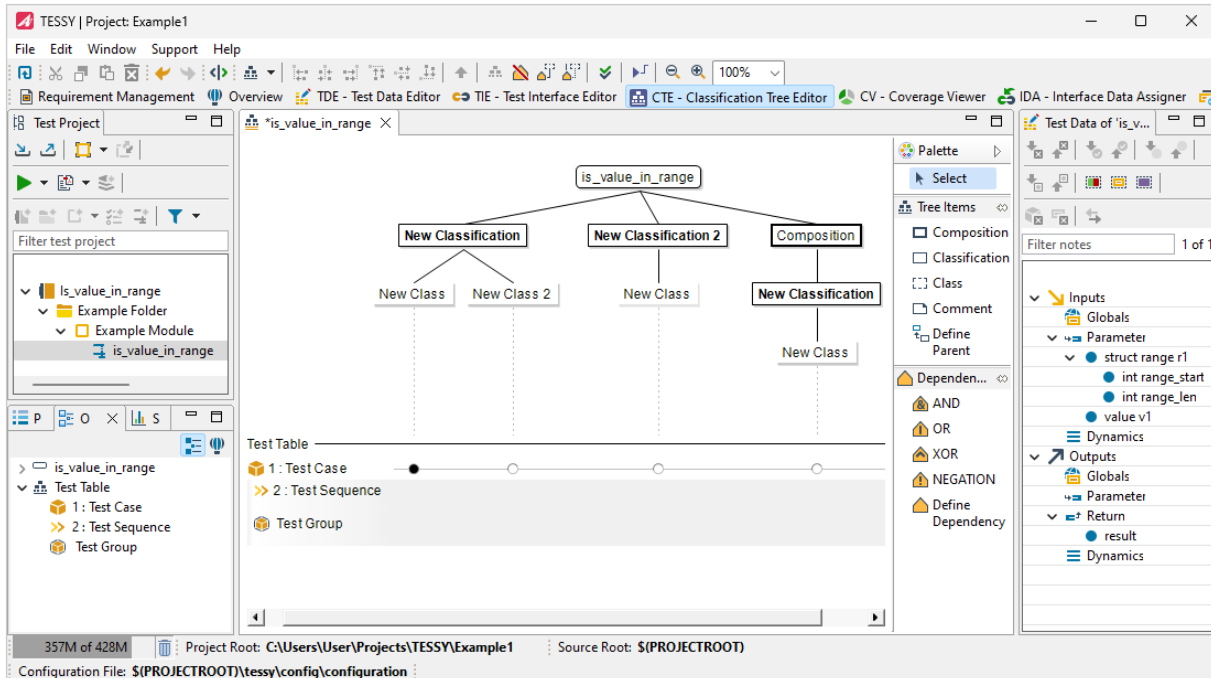 TESSY | Project: Example1
File Edit Window Support Help
100%
Requirement Management Overview TDE - Test Data Editor TIE - Test Interface Editor CTE - Classification Tree Editor CV - Coverage Viewer IDA - Interface Data Assigner
Test Project
Filter test project
Is_value_in_range
Example Folder
Example Module
is_value_in_range
P O S
is_value_in_range
Test Table
1 : Test Case
2 : Test Sequence
Test Group
*is_value_in_range
is_value_in_range
New Classification New Classification 2 Composition
New Class New Class 2 New Class New Classification
New Class
Test Table
1 : Test Case
2 : Test Sequence
Test Group
Palette
Select
Tree Items
Composition
Classification
Class
Comment
Define
Parent
Dependen...
AND
OR
XOR
NEGATION
Define
Dependency
Test Data of 'is_v...
Filter notes 1 of 1
Inputs
Globals
Parameter
struct range r1
int range_start
int range_len
value v1
Dynamics
Outputs
Globals
Parameter
Return
result
Dynamics
357M of 428M Project Root: C:\Users\User\Projects\TESSY\Example1 Source Root: $(PROJECTROOT)
Configuration File: $(PROJECTROOT)\tessy\config\configuration